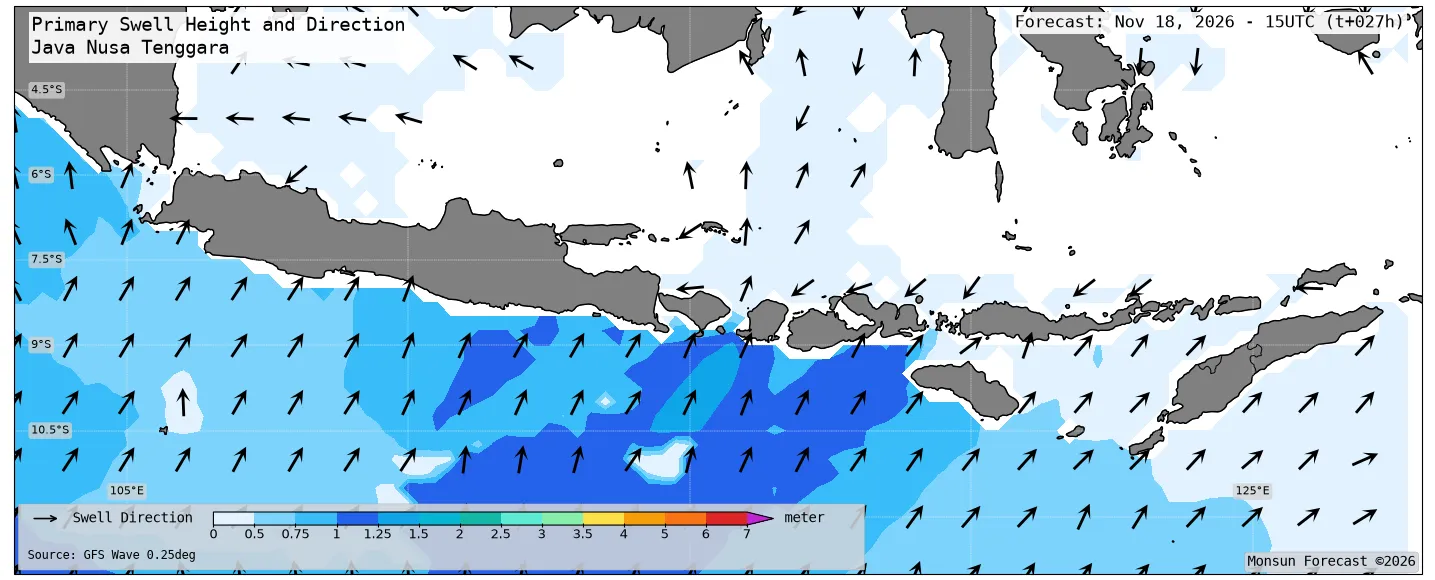 Primary Swell Height and Direction
Java Nusa Tenggara
Forecast: Nov 18, 2026 - 15UTC (t+027h)
4.5°S
6°S
7.5°S
9°S
10.5°S
105°E
125°E
Swell Direction
0 0.5 0.75 1 1.25 1.5 2 2.5 3 3.5 4 5 6 7
meter
Source: GFS Wave 0.25deg
Monsun Forecast ©2026